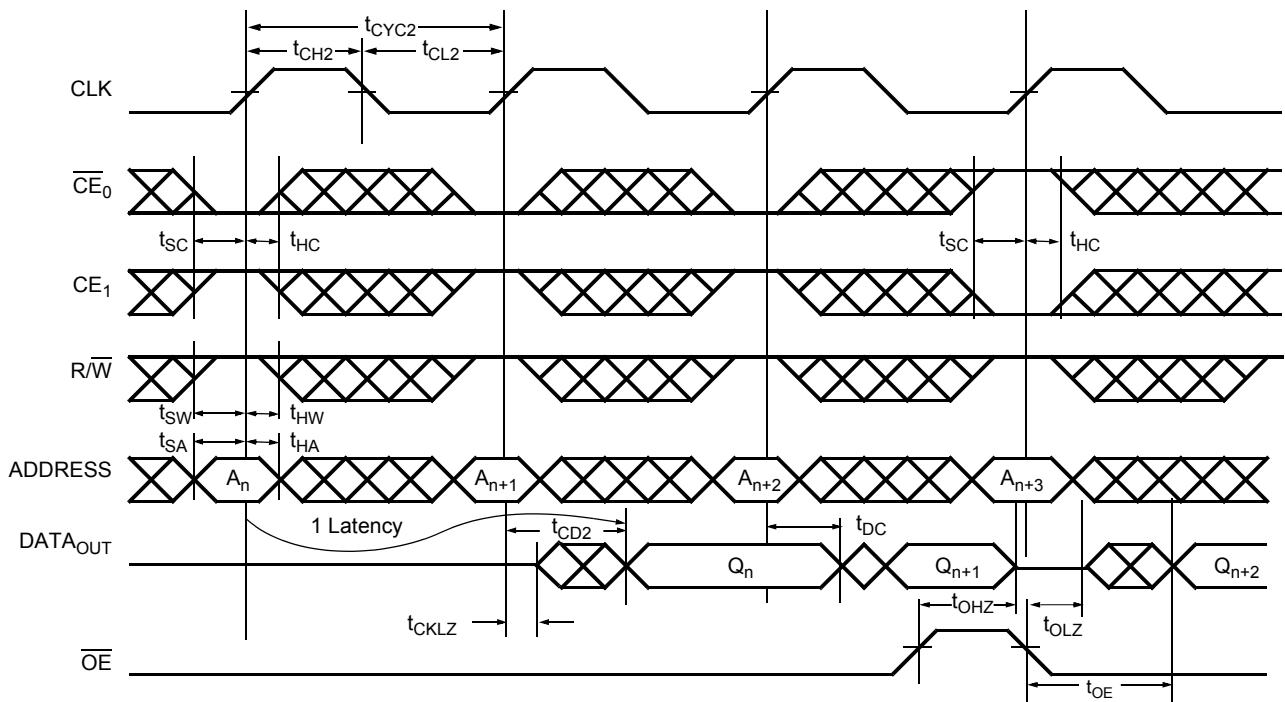 tCYC2
tCH2 tCL2
CLK
CE0
tSC tHC tSC tHC
CE1
R/W
tSW tHW
tSA tHA
ADDRESS An An+1 An+2 An+3
1 Latency tCD2 tDC
DATAOUT Qn Qn+1 Qn+2
tCKLZ tOHZ tOLZ
OE
tOE